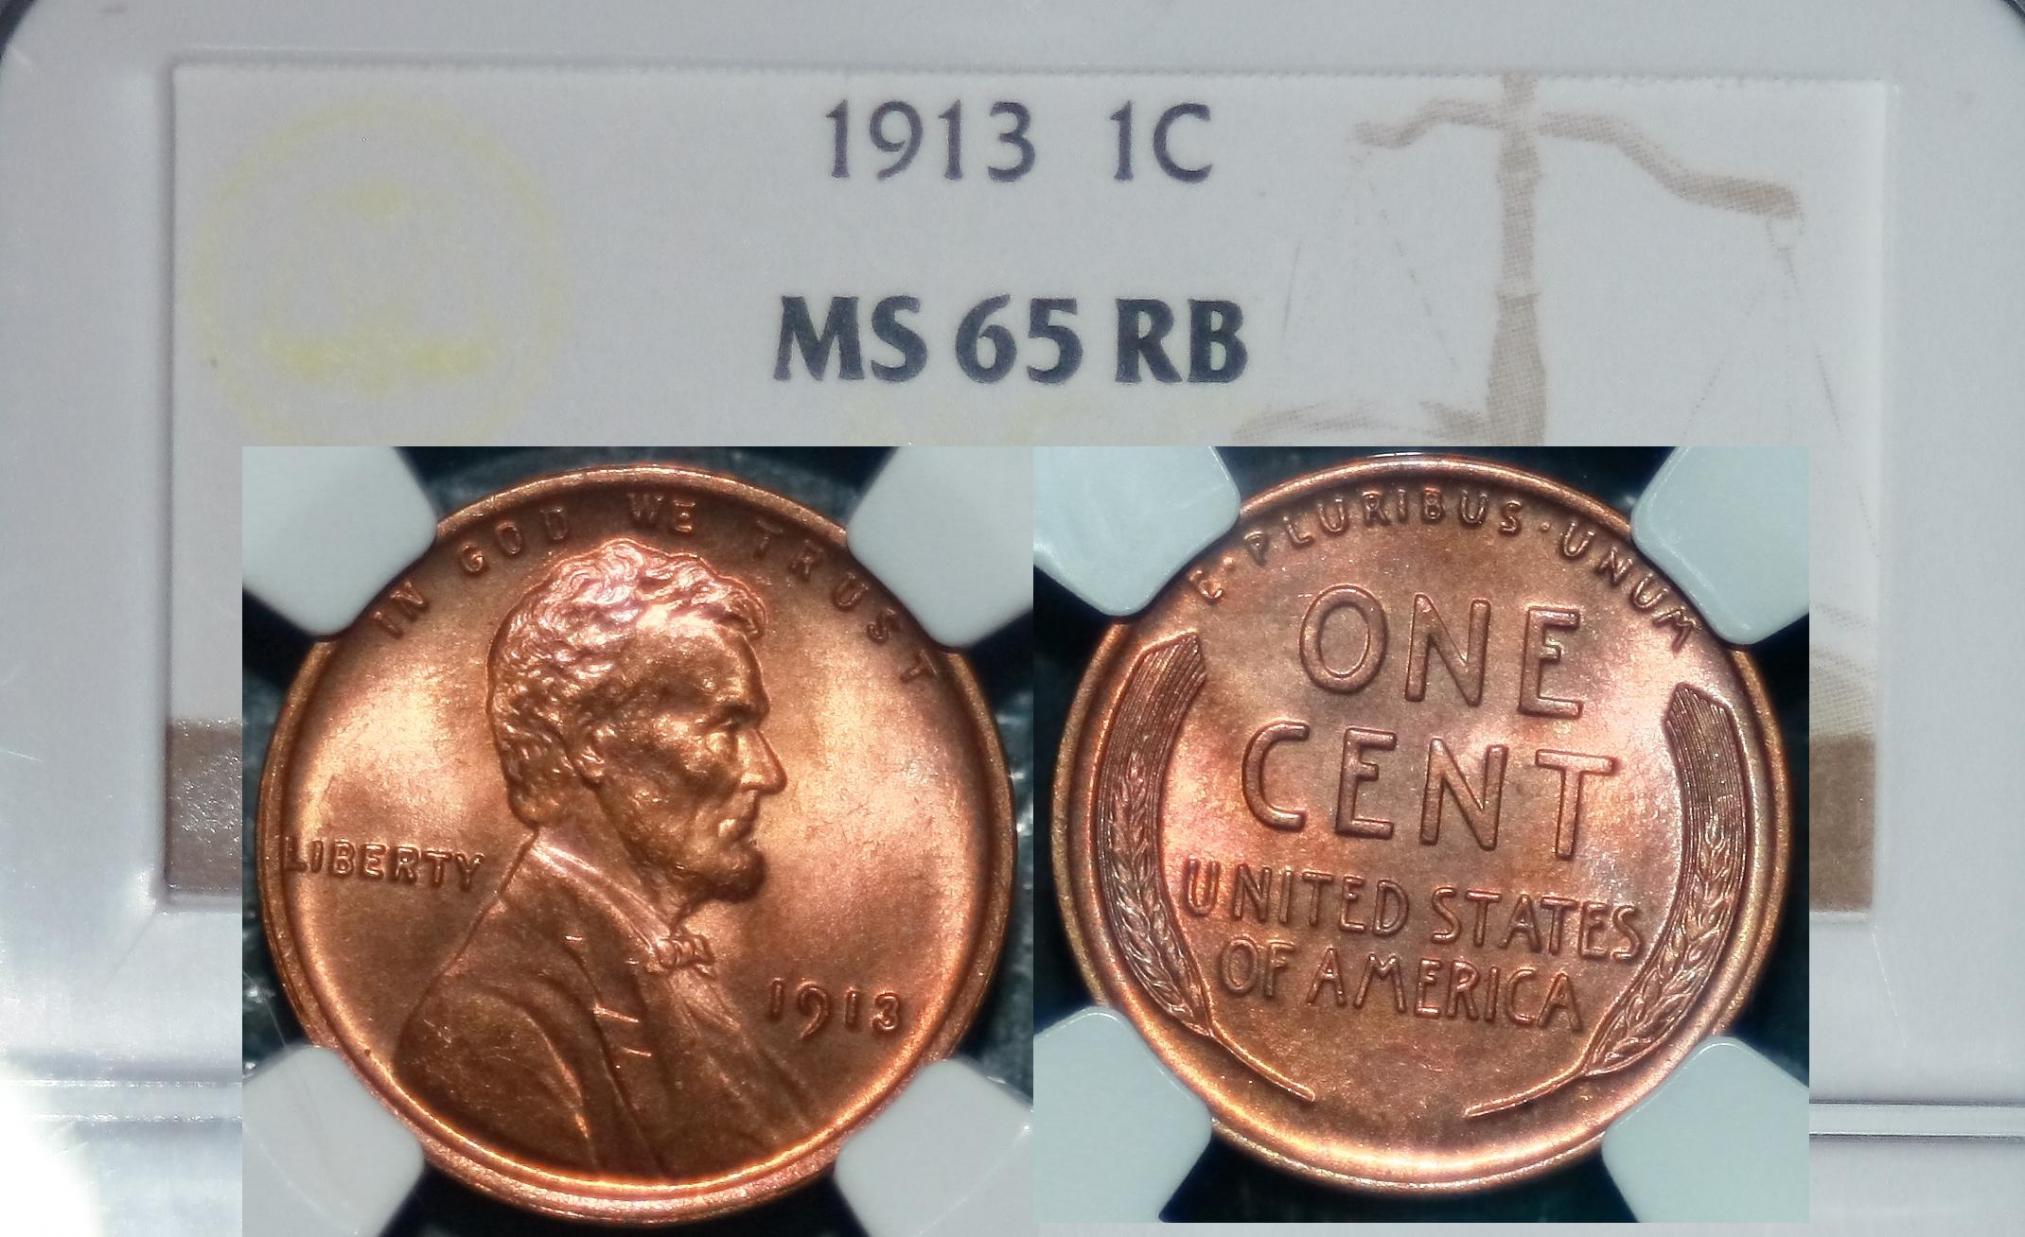 1913 1C
MS 65 RB
IN GOD WE TRUST
LIBERTY
1913
E·PLURIBUS·UNUM
ONE
CENT
UNITED STATES
OF AMERICA